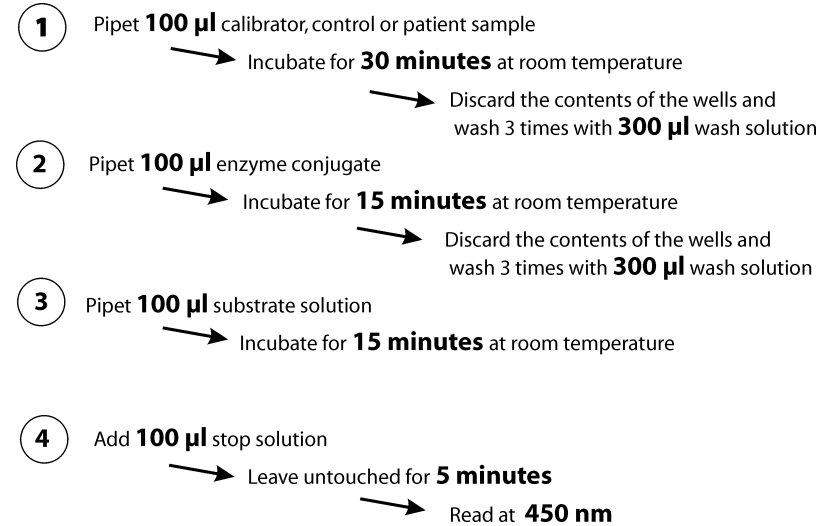 1 Pipet 100 µl calibrator, control or patient sample
Incubate for 30 minutes at room temperature
Discard the contents of the wells and
wash 3 times with 300 µl wash solution
2 Pipet 100 µl enzyme conjugate
Incubate for 15 minutes at room temperature
Discard the contents of the wells and
wash 3 times with 300 µl wash solution
3 Pipet 100 µl substrate solution
Incubate for 15 minutes at room temperature
4 Add 100 µl stop solution
Leave untouched for 5 minutes
Read at 450 nm